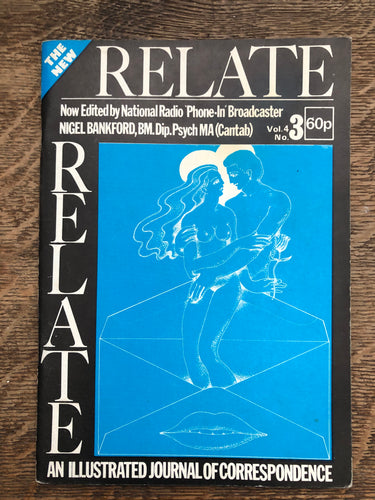 THE NEW
RELATE
Now Edited by National Radio 'Phone-In' Broadcaster
NIGEL BANKFORD, BM. Dip. Psych MA (Cantab)
Vol. 4
No. 3
60p
RELATE
AN ILLUSTRATED JOURNAL OF CORRESPONDENCE